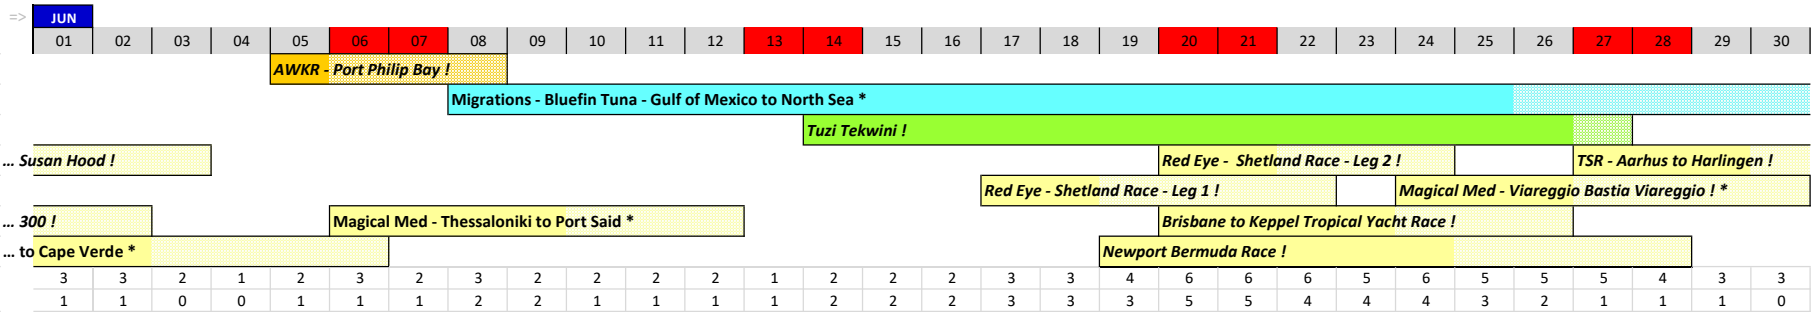 => JUN
01 02 03 04 05 06 07 08 09 10 11 12 13 14 15 16 17 18 19 20 21 22 23 24 25 26 27 28 29 30
AWKR - Port Philip Bay !
Migrations - Bluefin Tuna - Gulf of Mexico to North Sea *
Tuzi Tekwini !
... Susan Hood ! Red Eye -  Shetland Race - Leg 2 ! TSR - Aarhus to Harlingen !
Red Eye - Shetland Race - Leg 1 ! Magical Med - Viareggio Bastia Viareggio ! *
... 300 ! Magical Med - Thessaloniki to Port Said * Brisbane to Keppel Tropical Yacht Race !
... to Cape Verde * Newport Bermuda Race !
3 3 2 1 2 3 2 3 2 2 2 2 1 2 2 2 3 3 4 6 6 6 5 6 5 5 5 4 3 3
1 1 0 0 1 1 1 2 2 1 1 1 1 2 2 2 3 3 3 5 5 4 4 4 3 2 1 1 1 0